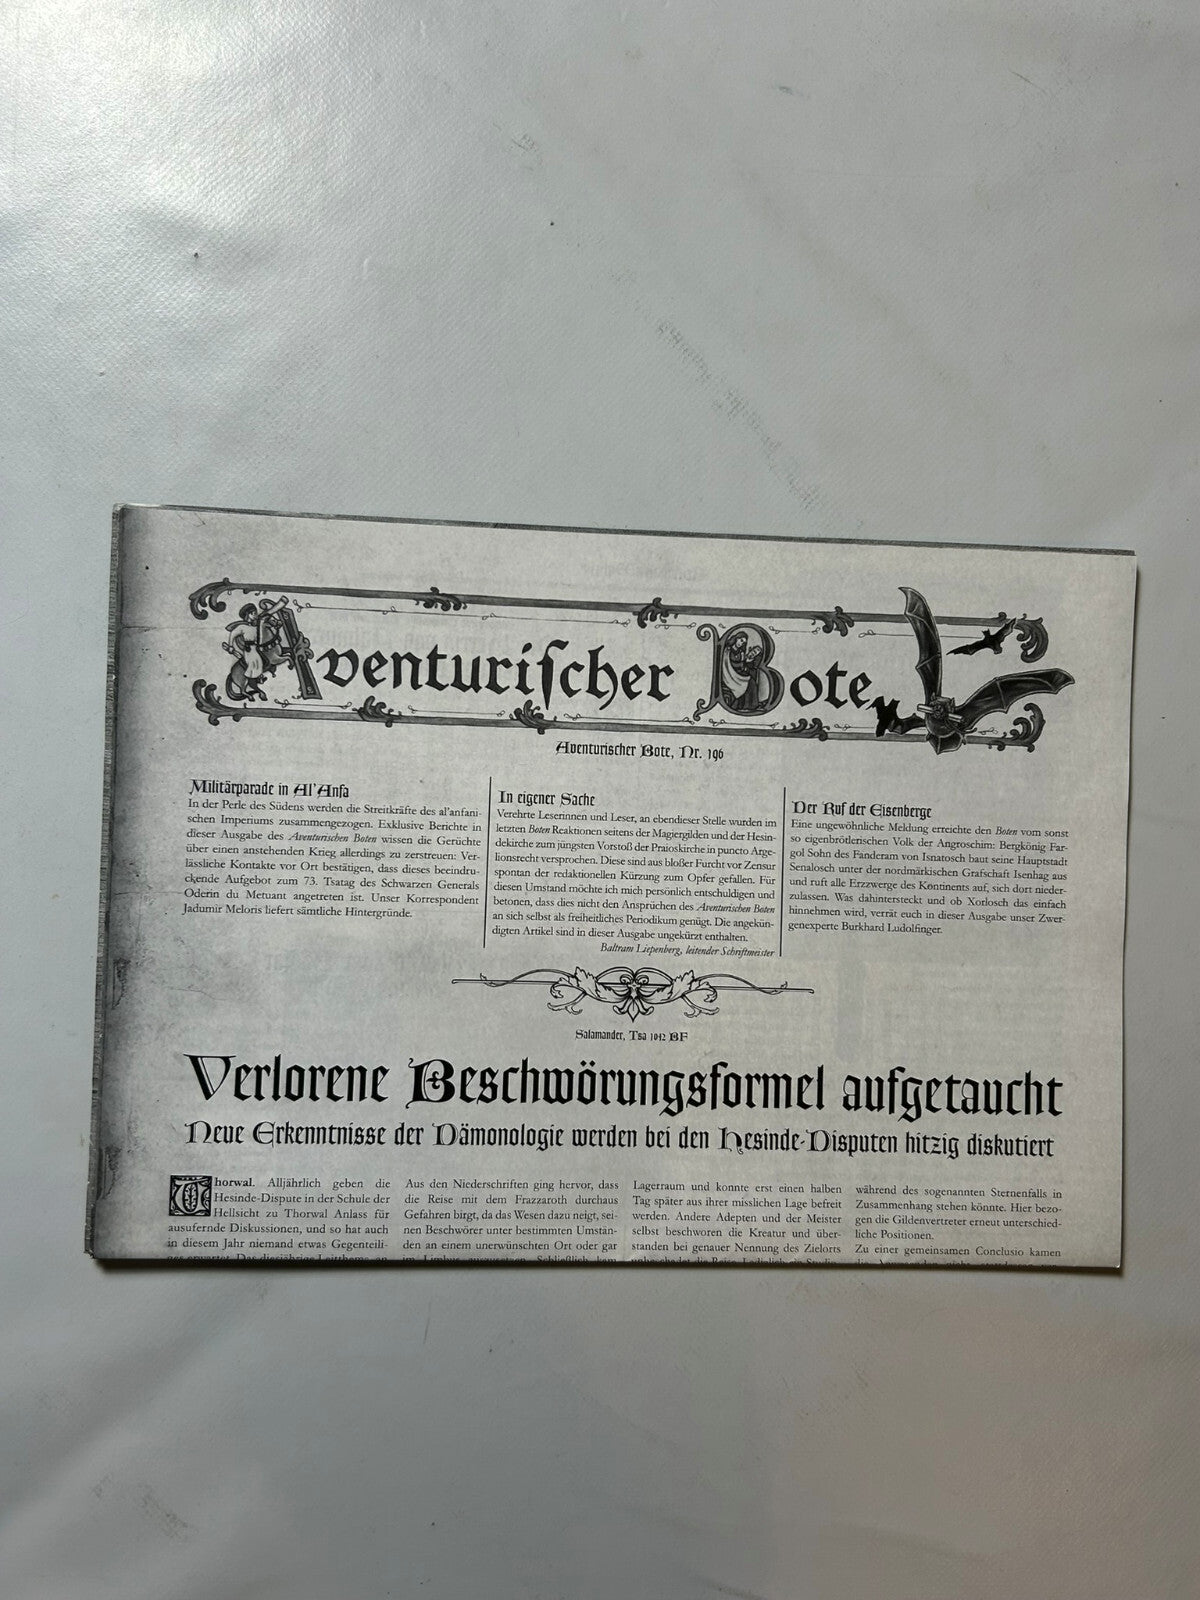 Aventurischer Bote
Aventurischer Bote, Nr. 196
Militärparade in Al'Anfa
In der Perle des Südens werden die Streitkräfte des al'anfani-
schen Imperiums zusammengezogen. Exklusive Berichte in
dieser Ausgabe des Aventurischen Boten wissen die Gerüchte
über einen anstehenden Krieg allerdings zu zerstreuen: Ver-
lässliche Kontakte vor Ort bestätigen, dass dieses beeindru-
ckende Aufgebot zum 73. Tsatag des Schwarzen Generals
Oderin du Metuant angetreten ist. Unser Korrespondent
Jadumir Meloris liefert sämtliche Hintergründe.
In eigener Sache
Verehrte Leserinnen und Leser, an ebendieser Stelle wurden im
letzten Boten Reaktionen seitens der Magiergilden und der Hesin-
dekirche zum jüngsten Vorstoß der Praioskirche in puncto Arge-
lionsrecht versprochen. Diese sind aus bloßer Furcht vor Zensur
spontan der redaktionellen Kürzung zum Opfer gefallen. Für
diesen Umstand möchte ich mich persönlich entschuldigen und
betonen, dass dies nicht den Ansprüchen des Aventurischen Boten
an sich selbst als freiheitliches Periodikum genügt. Die angekün-
digten Artikel sind in dieser Ausgabe ungekürzt enthalten.
Baltram Liepenberg, leitender Schriftmeister
Der Ruf der Eisenberge
Eine ungewöhnliche Meldung erreichte den Boten vom sonst
so eigenbrötlerischen Volk der Angroschim: Bergkönig Far-
gol Sohn des Fanderam von Isnatosch baut seine Hauptstadt
Senalosch unter der nordmärkischen Grafschaft Isenhag aus
und ruft alle Erzzwerge des Kontinents auf, sich dort nieder-
zulassen. Was dahintersteckt und ob Xorlosch das einfach
hinnehmen wird, verrät euch in dieser Ausgabe unser Zwer-
genexperte Burkhard Ludolfinger.
Salamander, Tsa 1042 BF
Verlorene Beschwörungsformel aufgetaucht
Neue Erkenntnisse der Dämonologie werden bei den Hesinde-Disputen hitzig diskutiert
Thorwal. Alljährlich geben die
Hesinde-Dispute in der Schule der
Hellsicht zu Thorwal Anlass für
ausufernde Diskussionen, und so hat auch
in diesem Jahr niemand etwas Gegenteili-
Aus den Niederschriften ging hervor, dass
die Reise mit dem Frazzaroth durchaus
Gefahren birgt, da das Wesen dazu neigt, sei-
nen Beschwörer unter bestimmten Umstän-
den an einem unerwünschten Ort oder gar
Lagerraum und konnte erst einen halben
Tag später aus ihrer misslichen Lage befreit
werden. Andere Adepten und der Meister
selbst beschworen die Kreatur und über-
standen bei genauer Nennung des Zielorts
während des sogenannten Sternenfalls in
Zusammenhang stehen könnte. Hier bezo-
gen die Gildenvertreter erneut unterschied-
liche Positionen.
Zu einer gemeinsamen Conclusio kamen